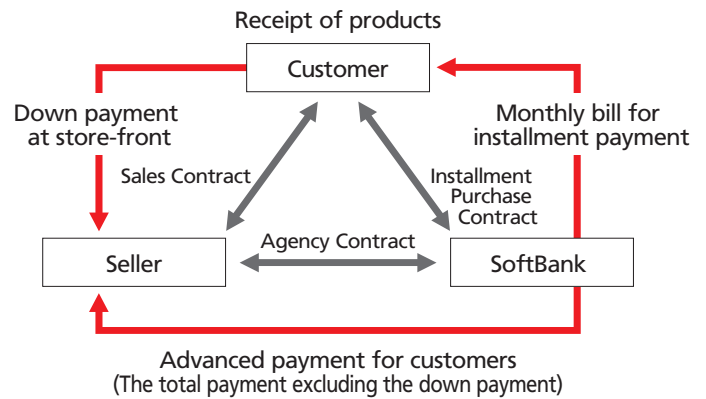 Receipt of products
Customer
Down payment
at store-front
Monthly bill for
installment payment
Sales Contract
Installment
Purchase
Contract
Agency Contract
Seller
SoftBank
Advanced payment for customers
(The total payment excluding the down payment)